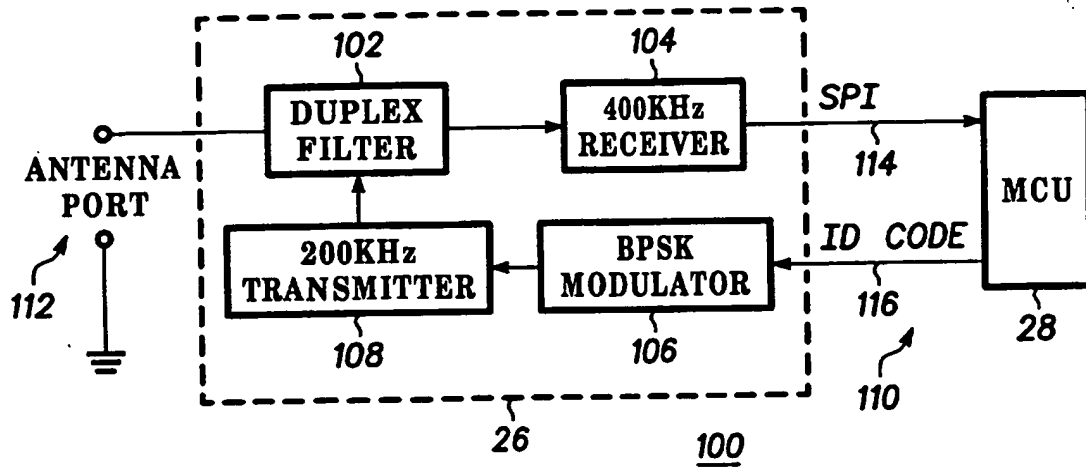 102
104
DUPLEX
FILTER
400KHz
RECEIVER
SPI
114
MCU
ANTENNA
PORT
112
200KHz
TRANSMITTER
BPSK
MODULATOR
ID CODE
116
108
106
110
28
26
100